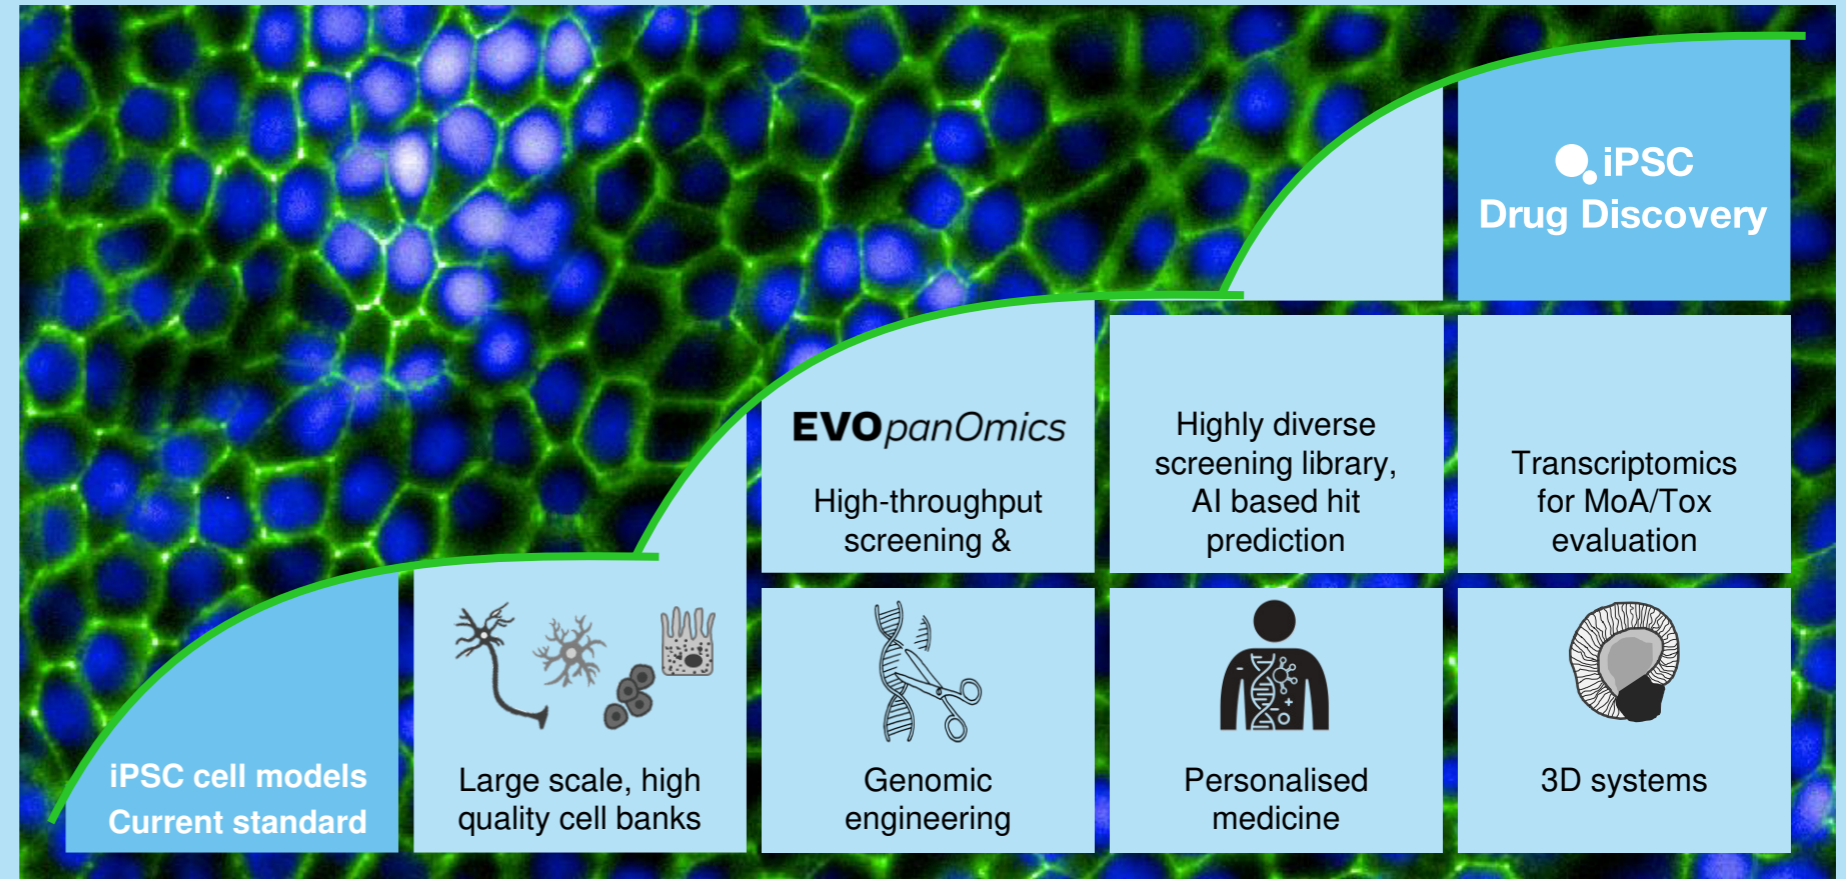 iPSC
Drug Discovery
EVOpanOmics
High-throughput
screening &
Highly diverse
screening library,
AI based hit
prediction
Transcriptomics
for MoA/Tox
evaluation
iPSC cell models
Current standard
Large scale, high
quality cell banks
Genomic
engineering
Personalised
medicine
3D systems